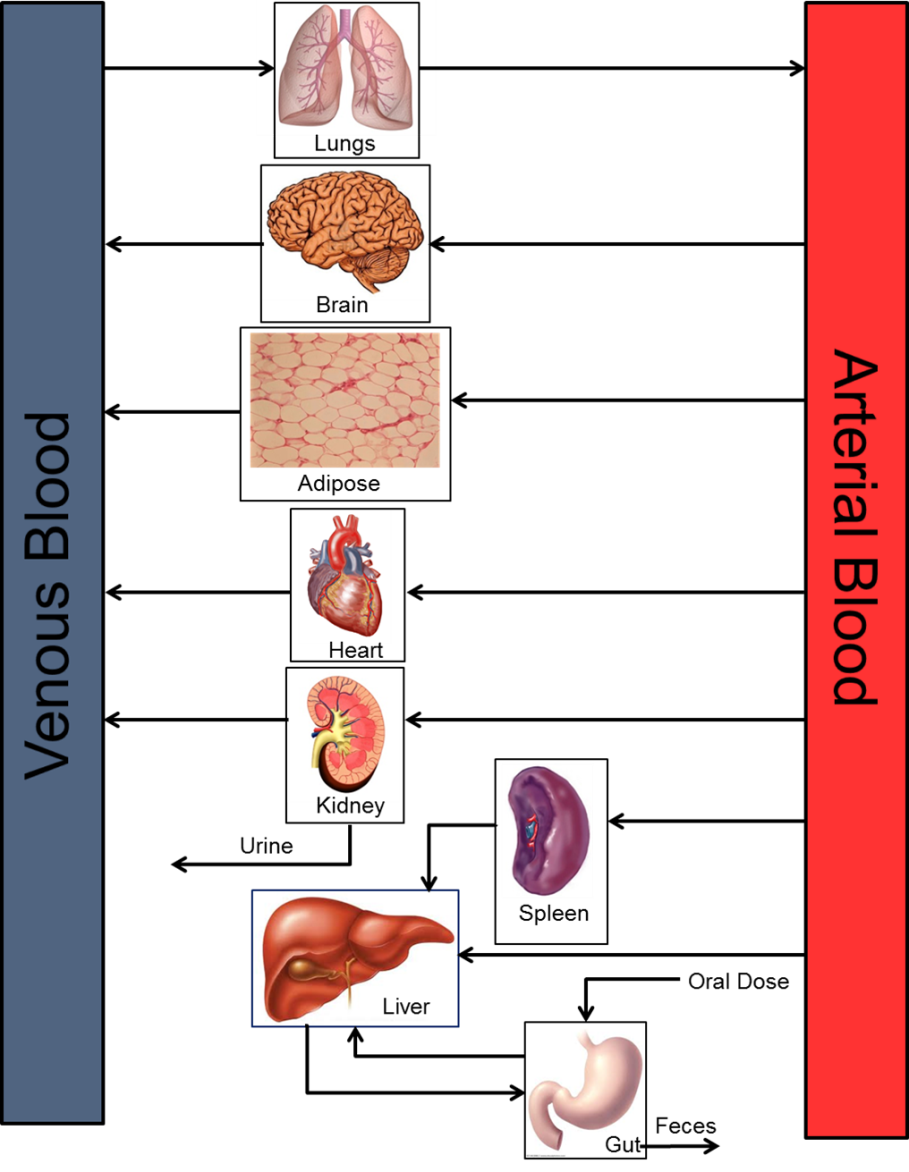 Lungs
Brain
Adipose
Heart
Kidney
Urine
Spleen
Liver
Oral Dose
Gut
Feces
Venous Blood
Arterial Blood